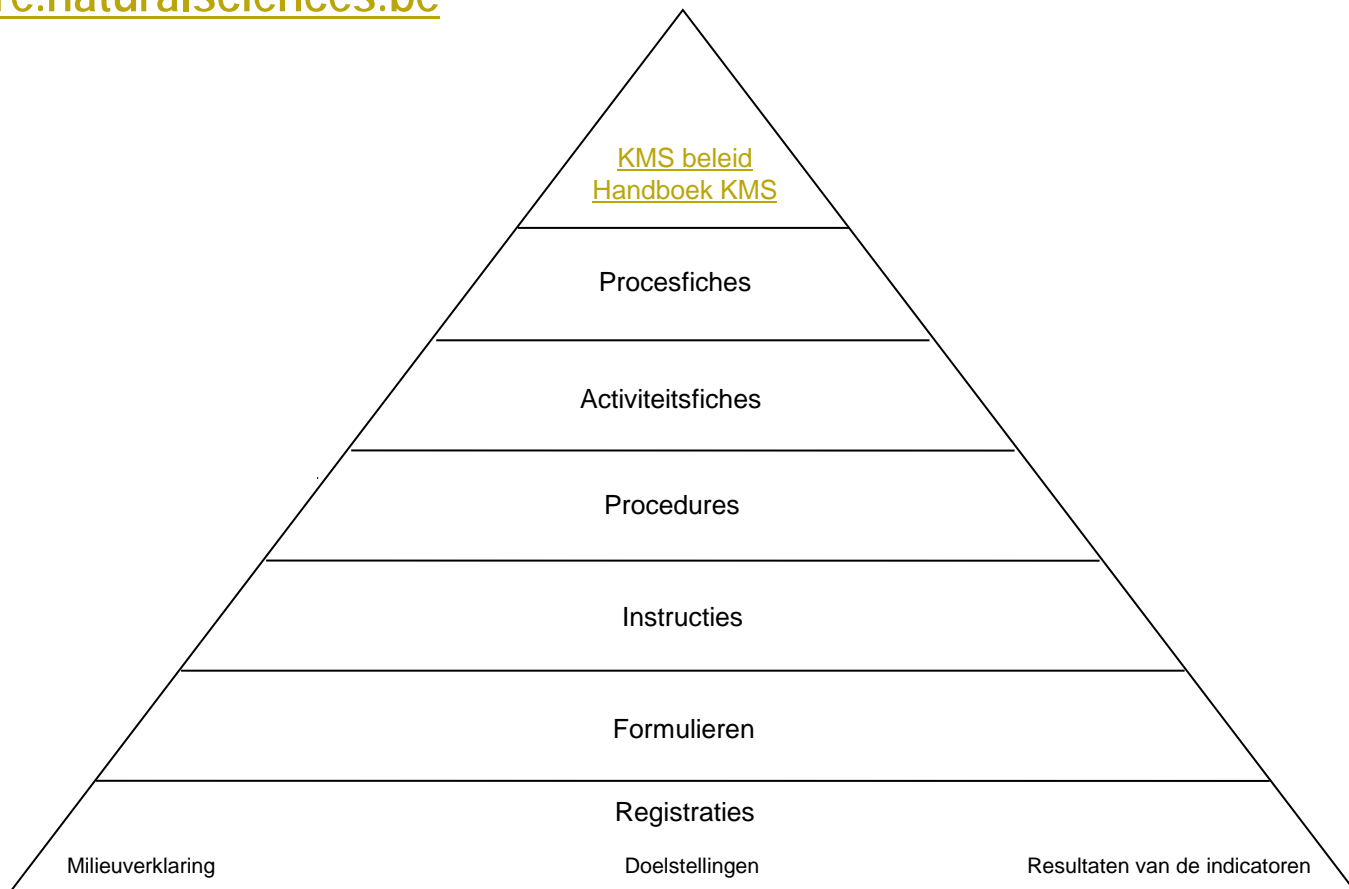 KMS beleid
Handboek KMS
Procesfiches
Activiteitsfiches
Procedures
Instructies
Formulieren
Registraties
Milieuverklaring Doelstellingen Resultaten van de indicatoren